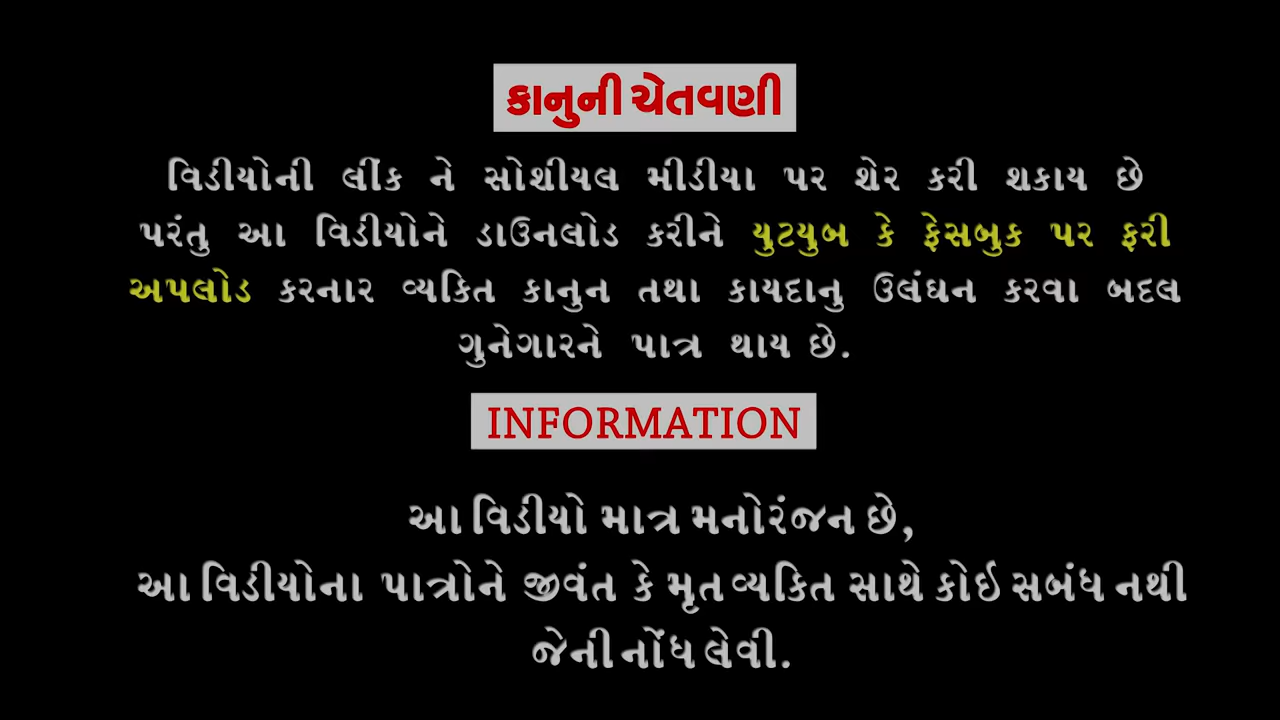 કાનુની ચેતવણી
વિડીયોની લીંક ને સોશીયલ મીડીયા પર શેર કરી શકાય છે
પરંતુ આ વિડીયોને ડાઉનલોડ કરીને યુટયુબ કે ફેસબુક પર ફરી
અપલોડ કરનાર વ્યકિત કાનુન તથા કાયદાનુ ઉલંઘન કરવા બદલ
ગુનેગારને પાત્ર થાય છે.
INFORMATION
આ વિડીયો માત્ર મનોરંજન છે,
આ વિડીયોના પાત્રોને જીવંત કે મૃત વ્યકિત સાથે કોઇ સબંધ નથી
જેની નોંધ લેવી.